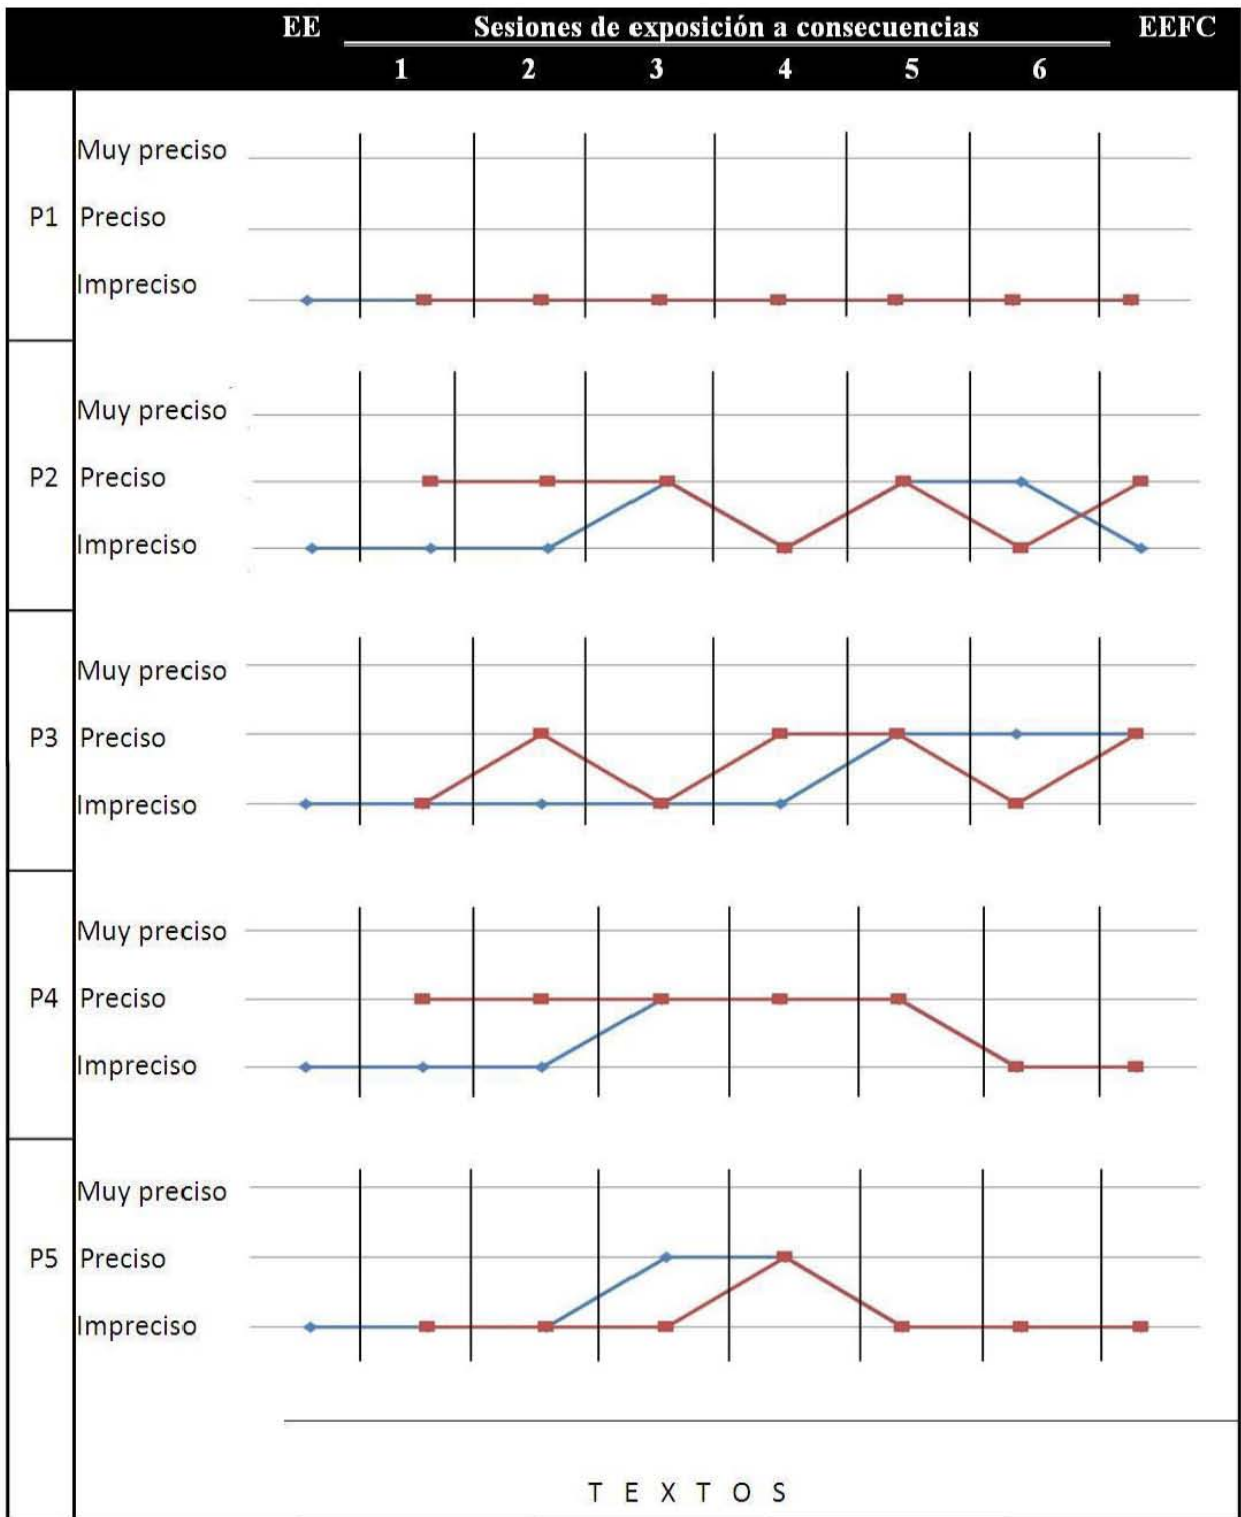 EE Sesiones de exposición a consecuencias EEFC
1 2 3 4 5 6
Muy preciso
P1 Preciso
Impreciso
Muy preciso
P2 Preciso
Impreciso
Muy preciso
P3 Preciso
Impreciso
Muy preciso
P4 Preciso
Impreciso
Muy preciso
P5 Preciso
Impreciso
T E X T O S